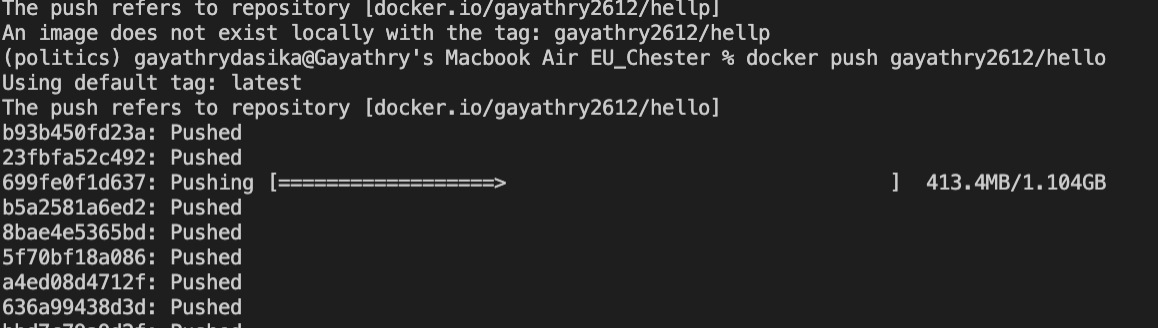 The push refers to repository [docker.io/gayathry2612/hellp]
An image does not exist locally with the tag: gayathry2612/hellp
(politics) gayathrydasika@Gayathry's Macbook Air EU_Chester % docker push gayathry2612/hello
Using default tag: latest
The push refers to repository [docker.io/gayathry2612/hello]
b93b450fd23a: Pushed
23fbfa52c492: Pushed
699fe0f1d637: Pushing [==================>                                ]  413.4MB/1.104GB
b5a2581a6ed2: Pushed
8bae4e5365bd: Pushed
5f70bf18a086: Pushed
a4ed08d4712f: Pushed
636a99438d3d: Pushed